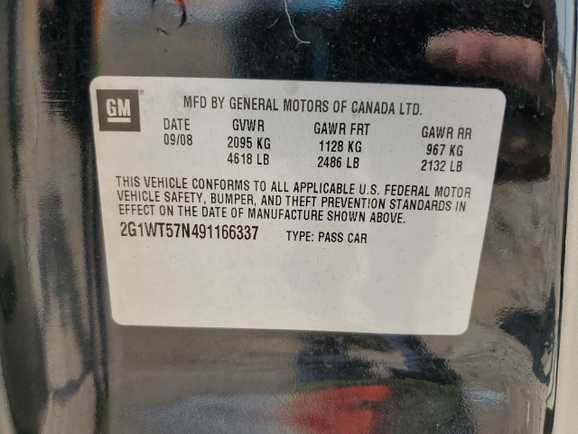 GM
MFD BY GENERAL MOTORS OF CANADA LTD.
DATE GVWR GAWR FRT GAWR RR
09/08 2095 KG 1128 KG 967 KG
4618 LB 2486 LB 2132 LB
THIS VEHICLE CONFORMS TO ALL APPLICABLE U.S. FEDERAL MOTOR
VEHICLE SAFETY, BUMPER, AND THEFT PREVENTION STANDARDS IN
EFFECT ON THE DATE OF MANUFACTURE SHOWN ABOVE.
2G1WT57N491166337 TYPE: PASS CAR